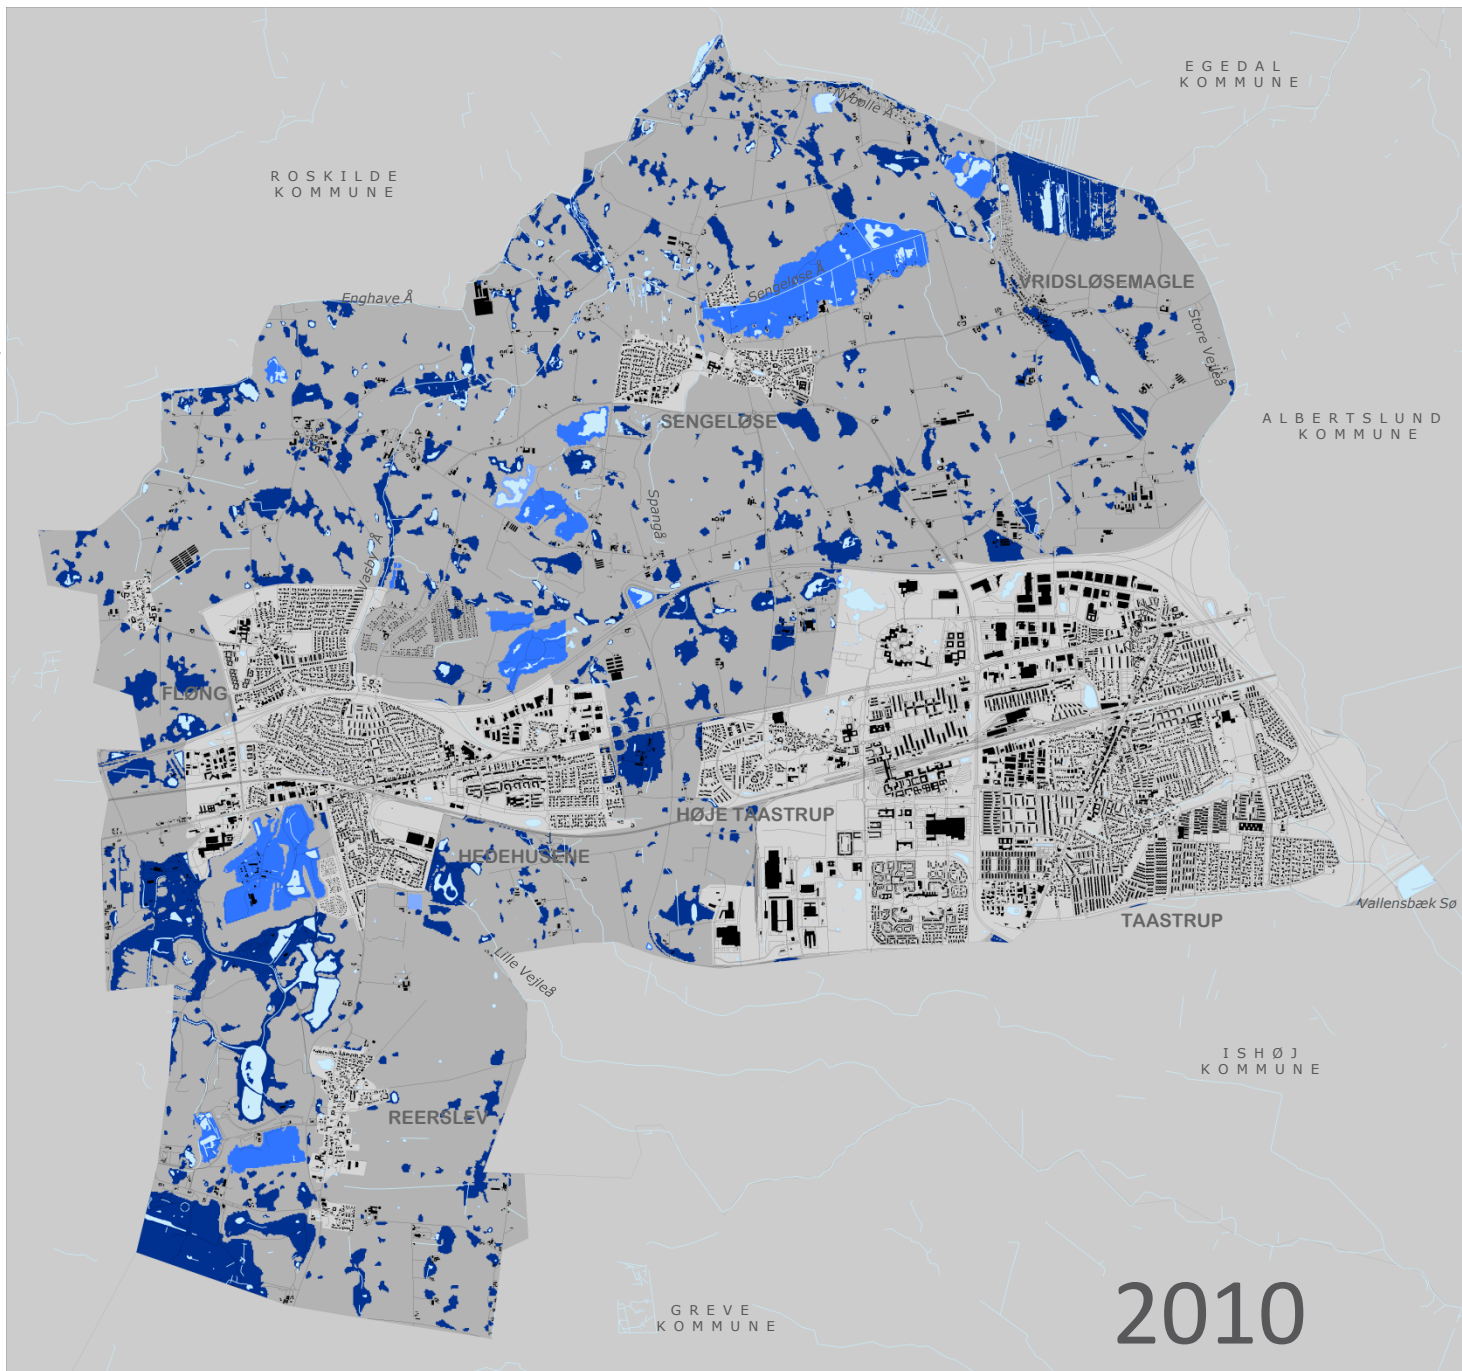 EGEDAL
KOMMUNE
Nybølle Å
ROSKILDE
KOMMUNE
Sengeløse Å
VRIDSLØSEMAGLE
Enghave Å
Store Vejleå
SENGELØSE
ALBERTSLUND
KOMMUNE
Spangå
Vasby Å
FLØNG
HØJE TAASTRUP
HEDEHUSENE
Vallensbæk Sø
TAASTRUP
Lille Vejleå
ISHØJ
KOMMUNE
REERSLEV
GREVE
KOMMUNE
2010